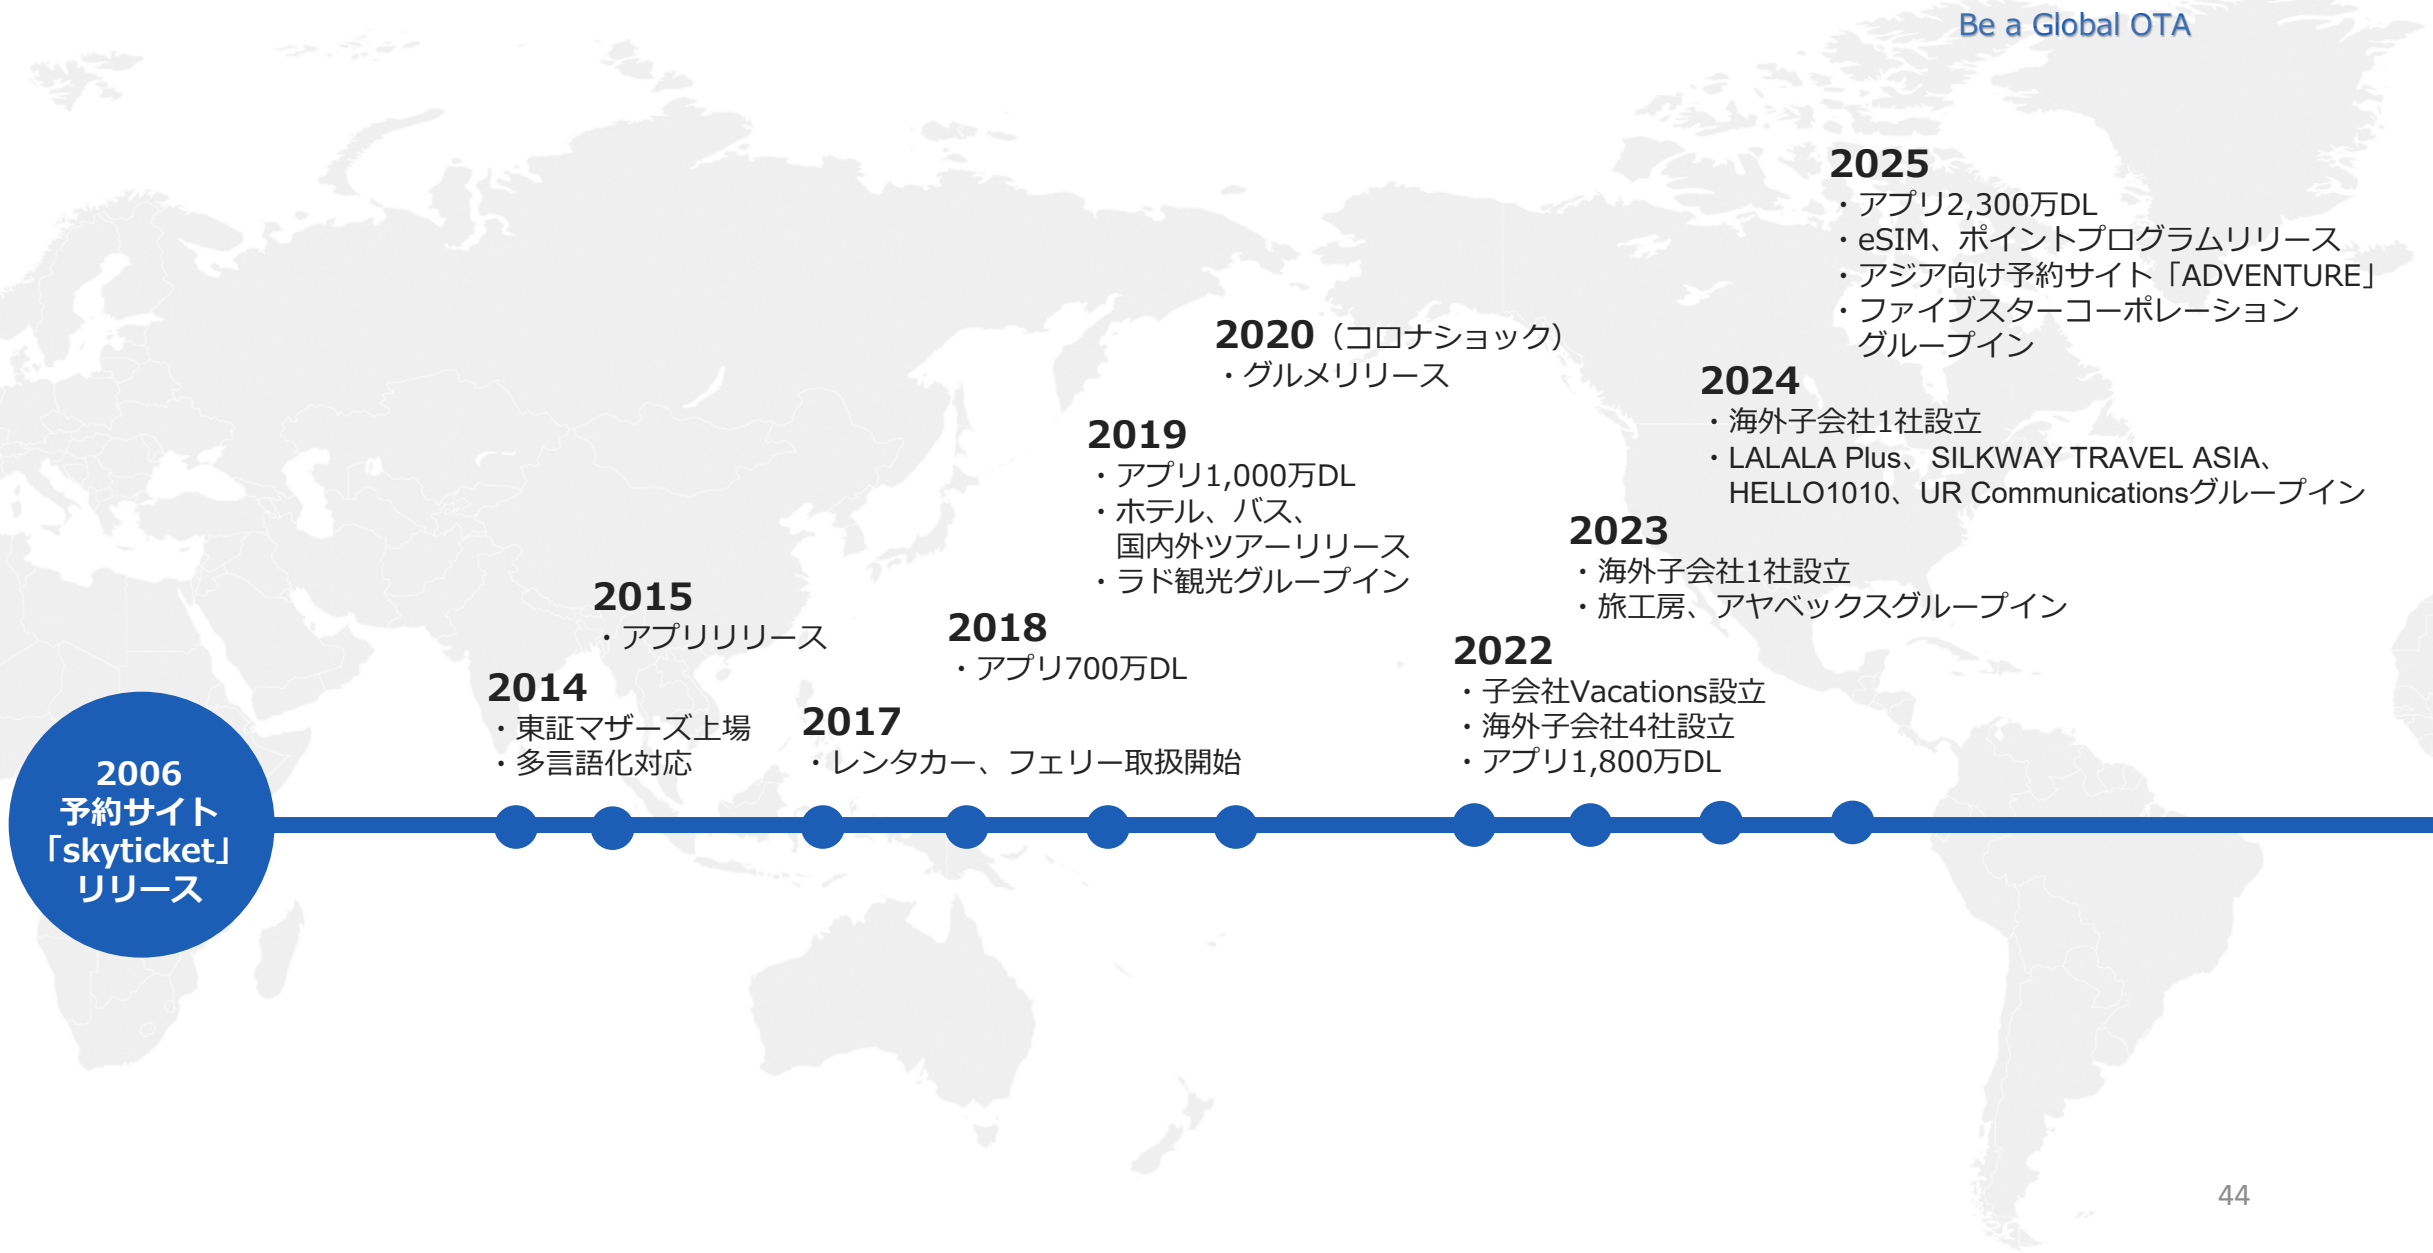 Be a Global OTA
2006
予約サイト
「skyticket」
リリース
2014
・東証マザーズ上場
・多言語化対応
2015
・アプリリリース
2017
・レンタカー、フェリー取扱開始
2018
・アプリ700万DL
2019
・アプリ1,000万DL
・ホテル、バス、
国内外ツアーリリース
・ラド観光グループイン
2020（コロナショック）
・グルメリリース
2022
・子会社Vacations設立
・海外子会社4社設立
・アプリ1,800万DL
2023
・海外子会社1社設立
・旅工房、アヤベックスグループイン
2024
・海外子会社1社設立
・LALALA Plus、SILKWAY TRAVEL ASIA、
HELLO1010、UR Communicationsグループイン
2025
・アプリ2,300万DL
・eSIM、ポイントプログラムリリース
・アジア向け予約サイト「ADVENTURE」
・ファイブスターコーポレーション
グループイン
44